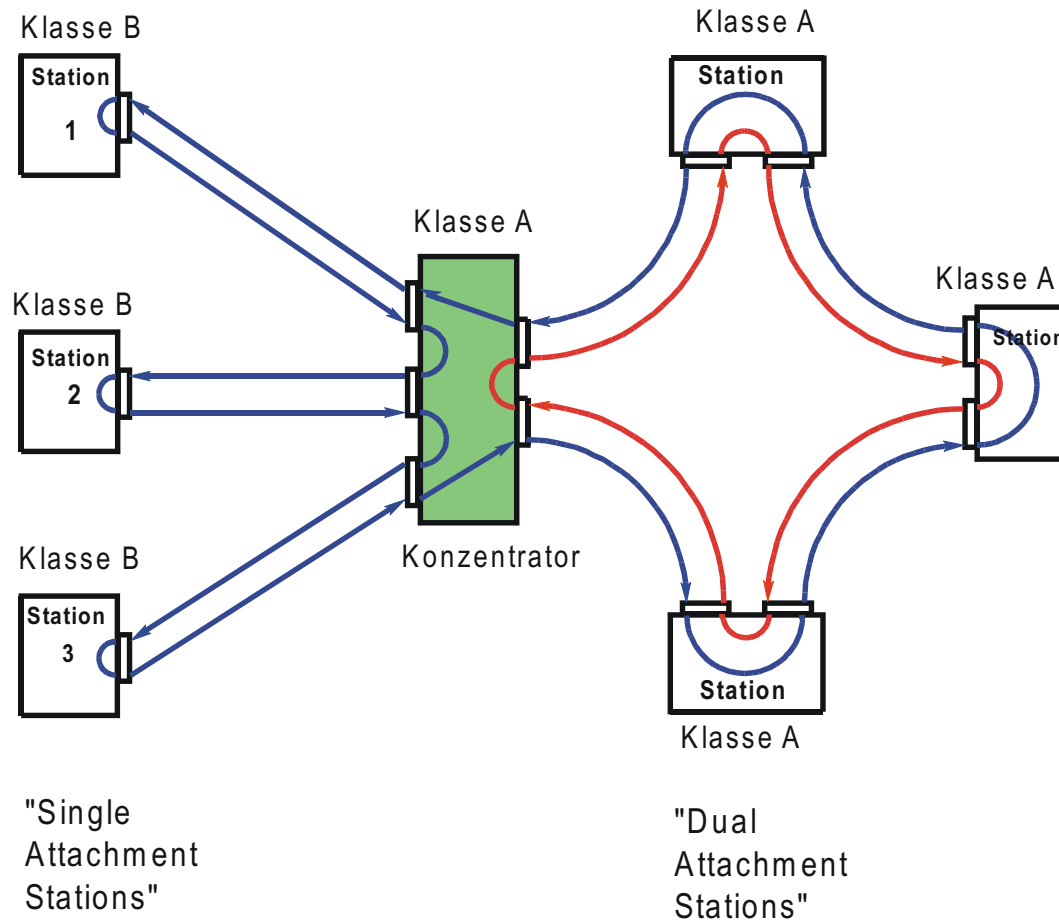 Klasse B
Station
1
Klasse A
Station
Klasse A
Klasse B
Station
2
Klasse A
Station
Klasse B
Station
3
Konzentrator
Station
Klasse A
"Single
Attachment
Stations"
"Dual
Attachment
Stations"